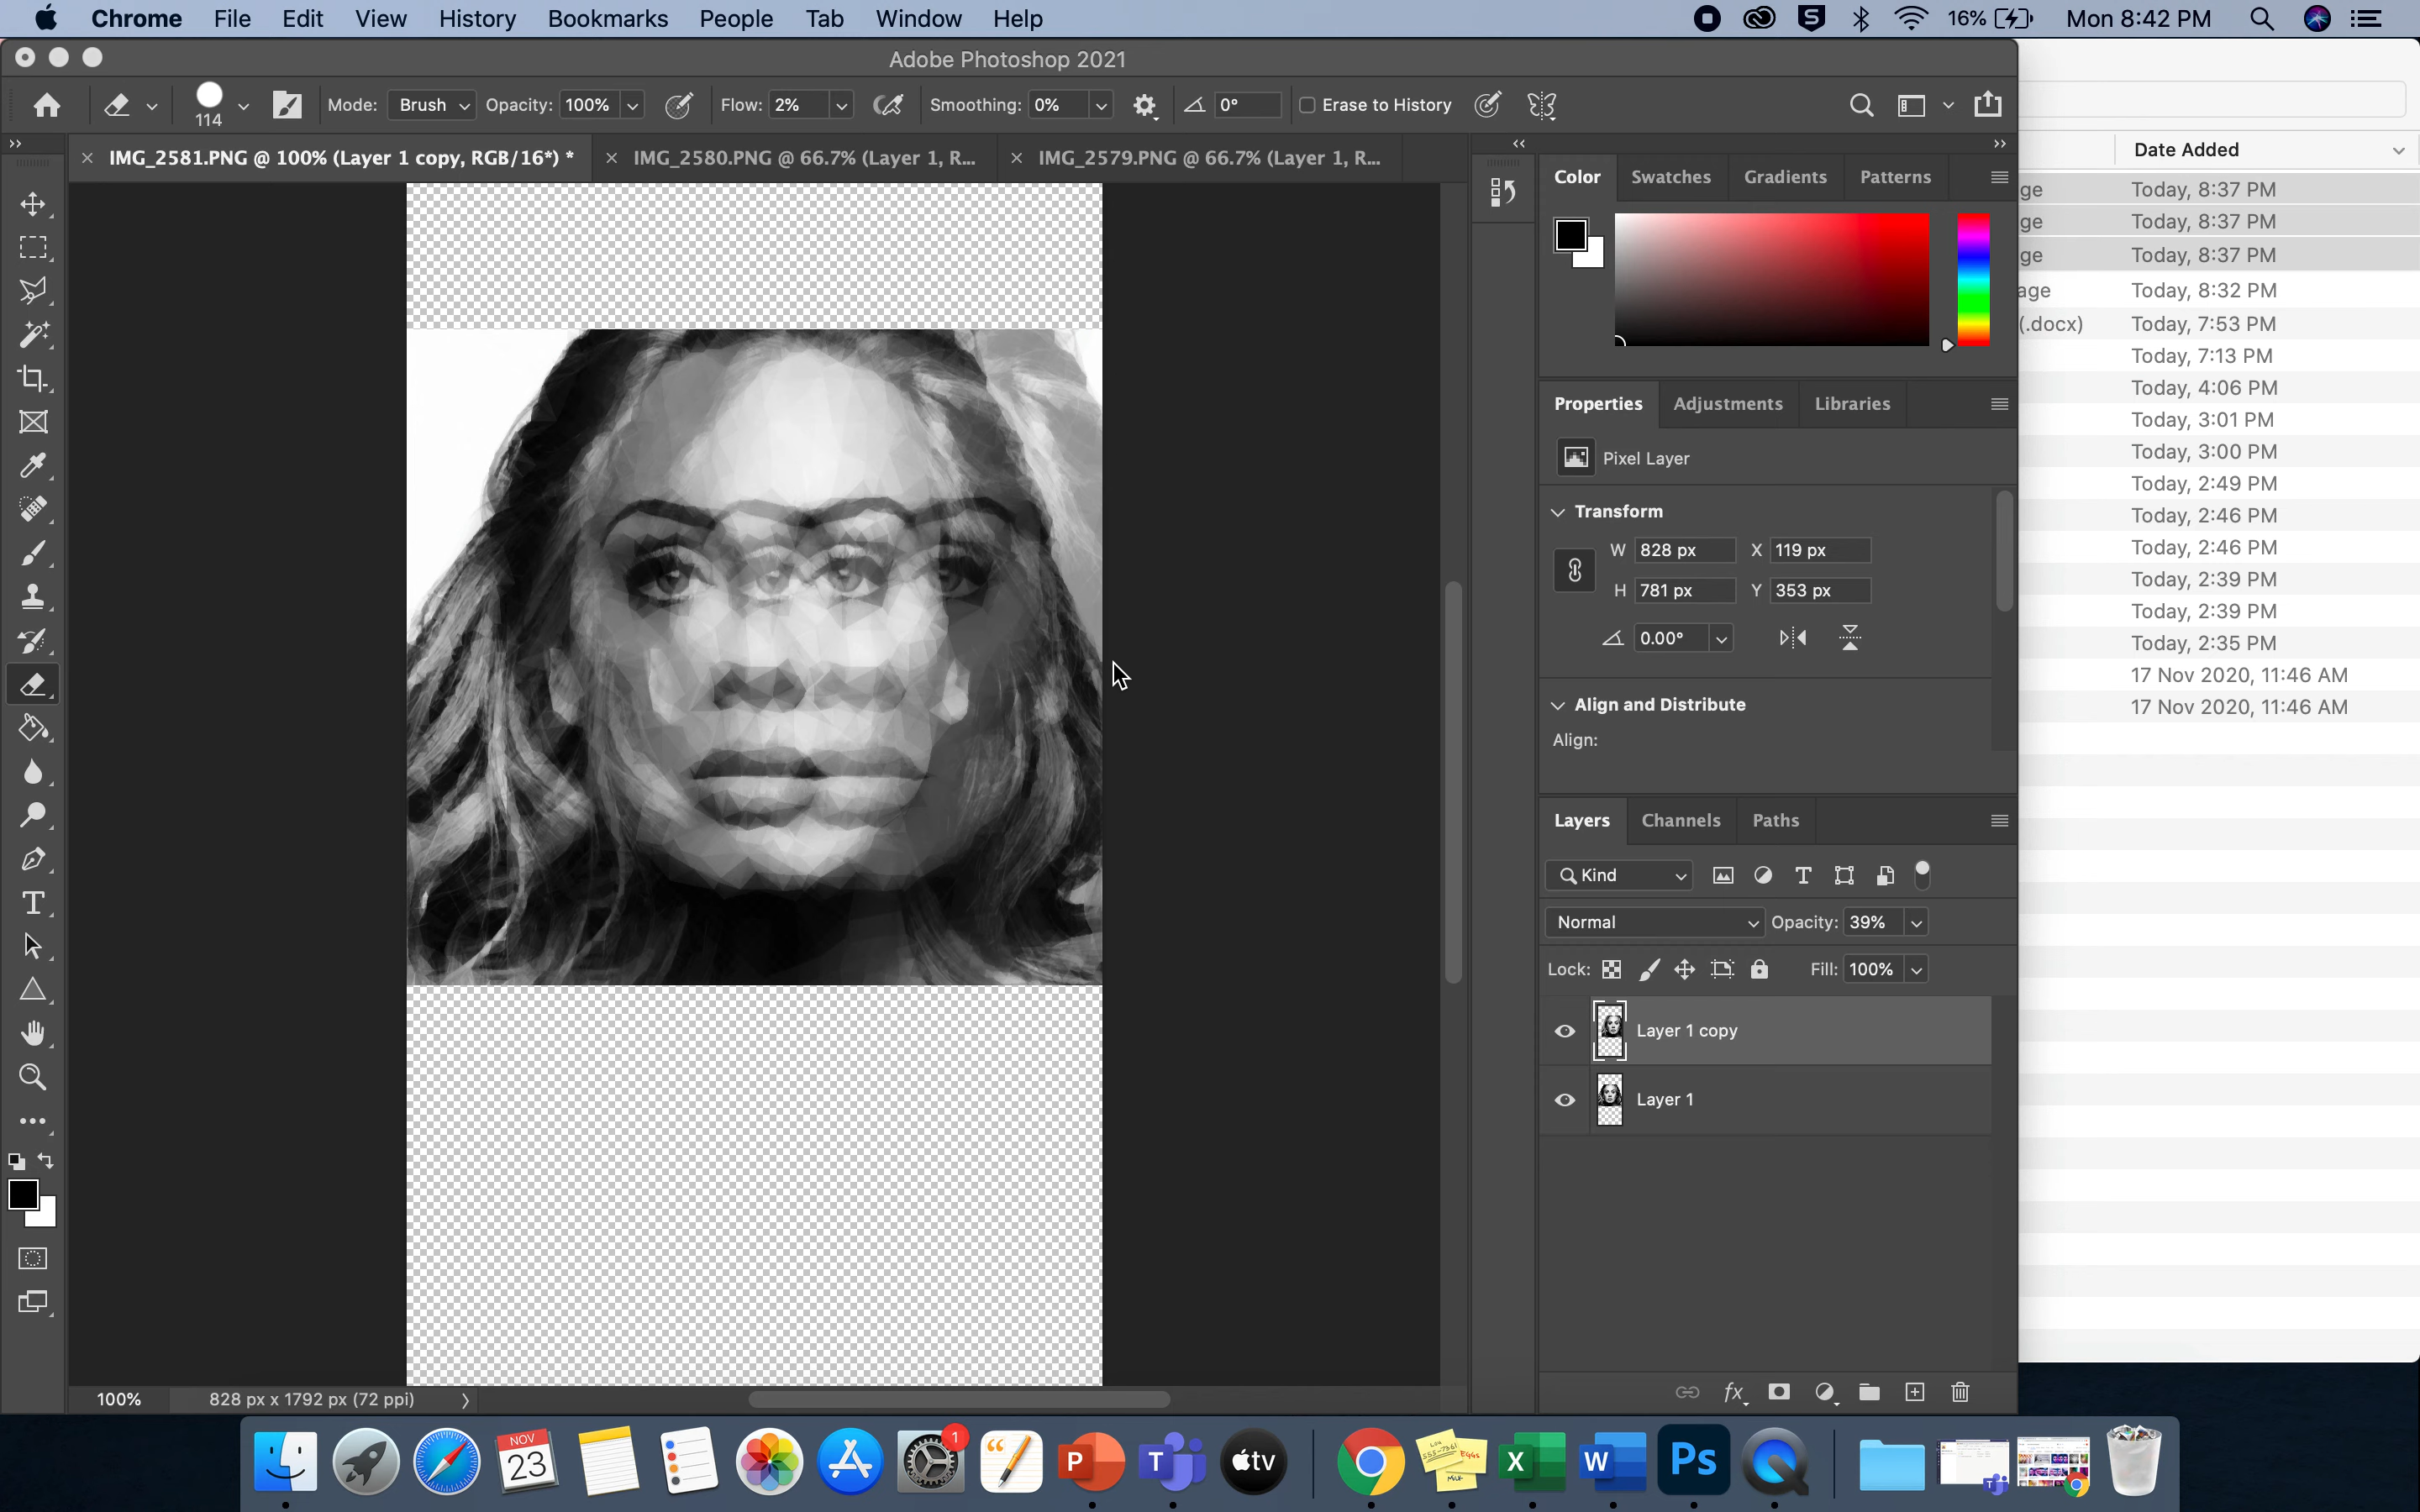 Chrome File Edit View History Bookmarks People Tab Window Help 16% Mon 8:42 PM
Adobe Photoshop 2021
114 Mode: Brush Opacity: 100% Flow: 2% Smoothing: 0% 0° Erase to History
IMG_2581.PNG @ 100% (Layer 1 copy, RGB/16*) * IMG_2580.PNG @ 66.7% (Layer 1, R... IMG_2579.PNG @ 66.7% (Layer 1, R...
Color Swatches Gradients Patterns
Properties Adjustments Libraries
Pixel Layer
Transform
W 828 px X 119 px
H 781 px Y 353 px
0.00°
Align and Distribute
Align:
Layers Channels Paths
Kind
Normal Opacity: 39%
Lock: Fill: 100%
Layer 1 copy
Layer 1
100% 828 px x 1792 px (72 ppi)
Date Added
ge Today, 8:37 PM
ge Today, 8:37 PM
ge Today, 8:37 PM
age Today, 8:32 PM
(.docx) Today, 7:53 PM
Today, 7:13 PM
Today, 4:06 PM
Today, 3:01 PM
Today, 3:00 PM
Today, 2:49 PM
Today, 2:46 PM
Today, 2:46 PM
Today, 2:39 PM
Today, 2:39 PM
Today, 2:35 PM
17 Nov 2020, 11:46 AM
17 Nov 2020, 11:46 AM
NOV
23
1
P
T
tv
X
W
Ps